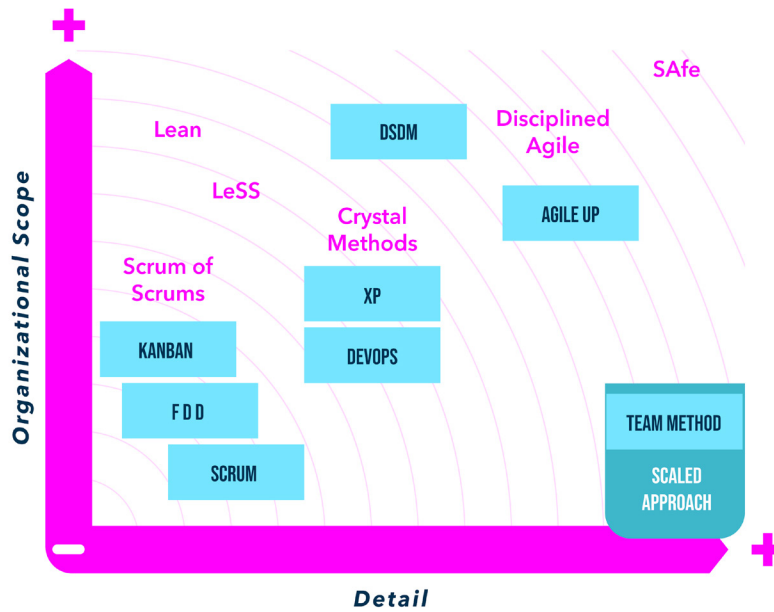 SAfe
Lean
DSDM
Disciplined
Agile
LeSS
AGILE UP
Crystal
Methods
Scrum of
Scrums
XP
KANBAN
DEVOPS
F D D
SCRUM
TEAM METHOD
SCALED
APPROACH
Organizational Scope
Detail